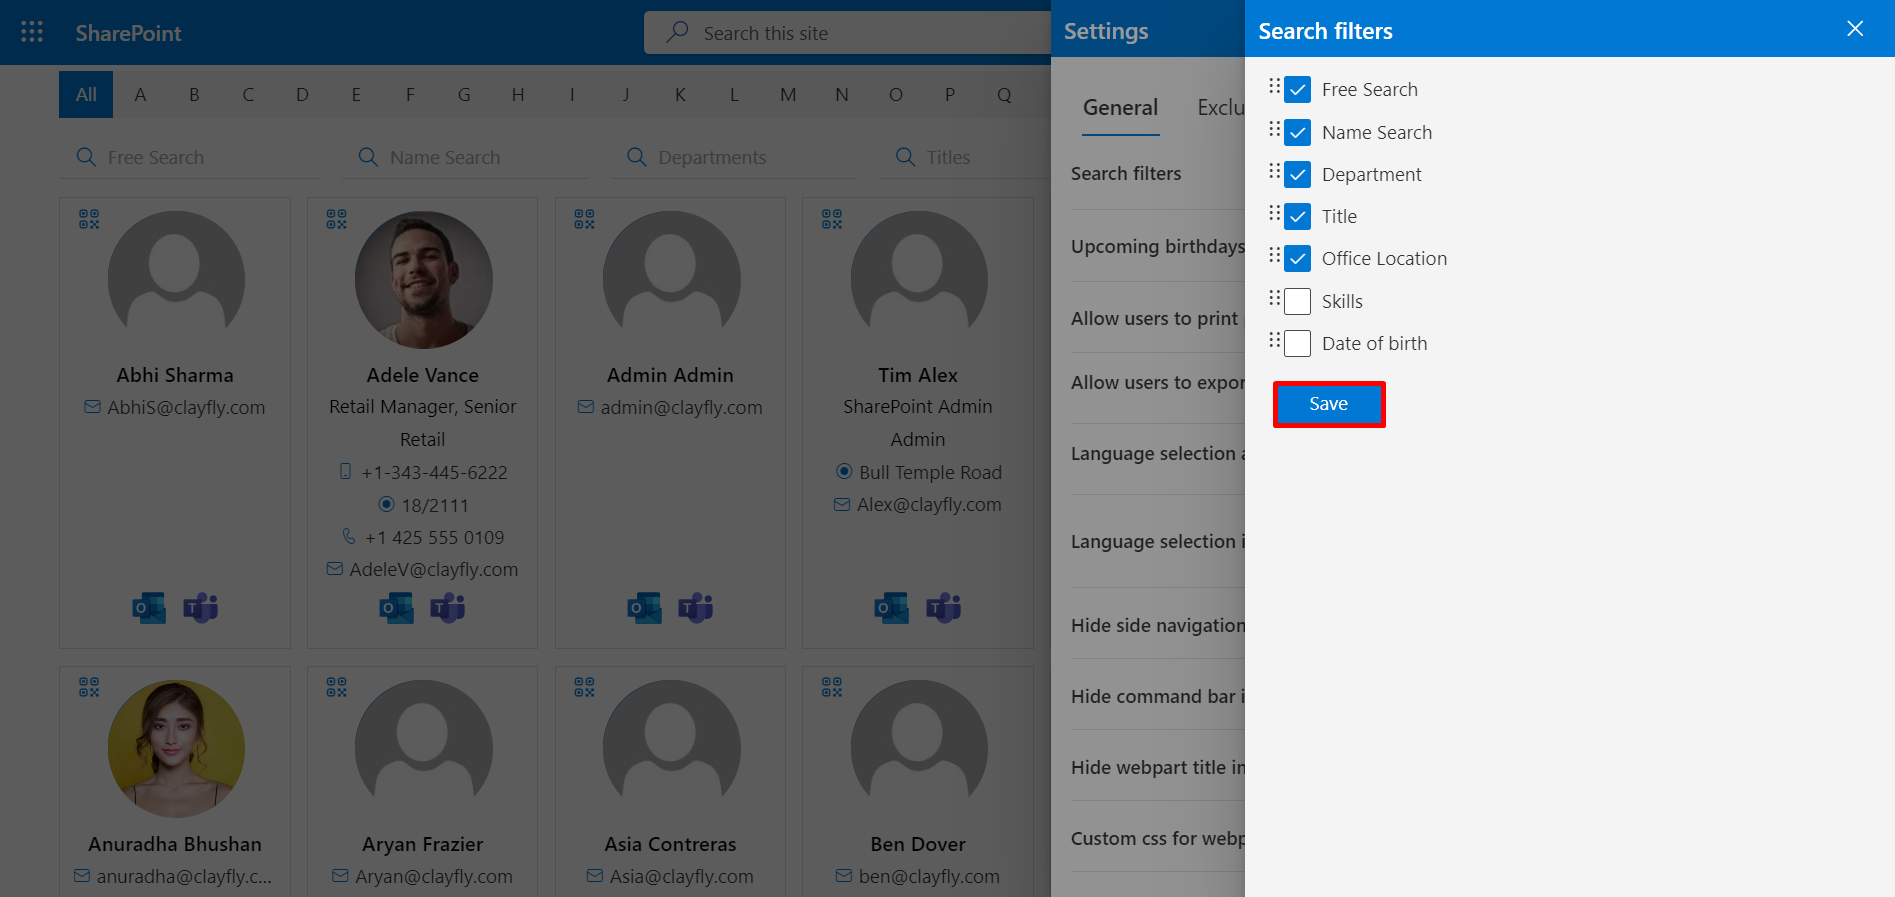 SharePoint
Search this site
Settings
Search filters
All A B C D E F G H I J K L M N O P Q
Free Search
Name Search
Departments
Titles
Abhi Sharma
AbhiS@clayfly.com
Adele Vance
Retail Manager, Senior
Retail
+1-343-445-6222
18/2111
+1 425 555 0109
AdeleV@clayfly.com
Admin Admin
admin@clayfly.com
Tim Alex
SharePoint Admin
Admin
Bull Temple Road
Alex@clayfly.com
Anuradha Bhushan
anuradha@clayfly.c...
Aryan Frazier
Aryan@clayfly.com
Asia Contreras
Asia@clayfly.com
Ben Dover
ben@clayfly.com
General
Exclu
Search filters
Upcoming birthdays
Allow users to print
Allow users to expor
Language selection a
Language selection i
Hide side navigation
Hide command bar i
Hide webpart title in
Custom css for webp
Free Search
Name Search
Department
Title
Office Location
Skills
Date of birth
Save